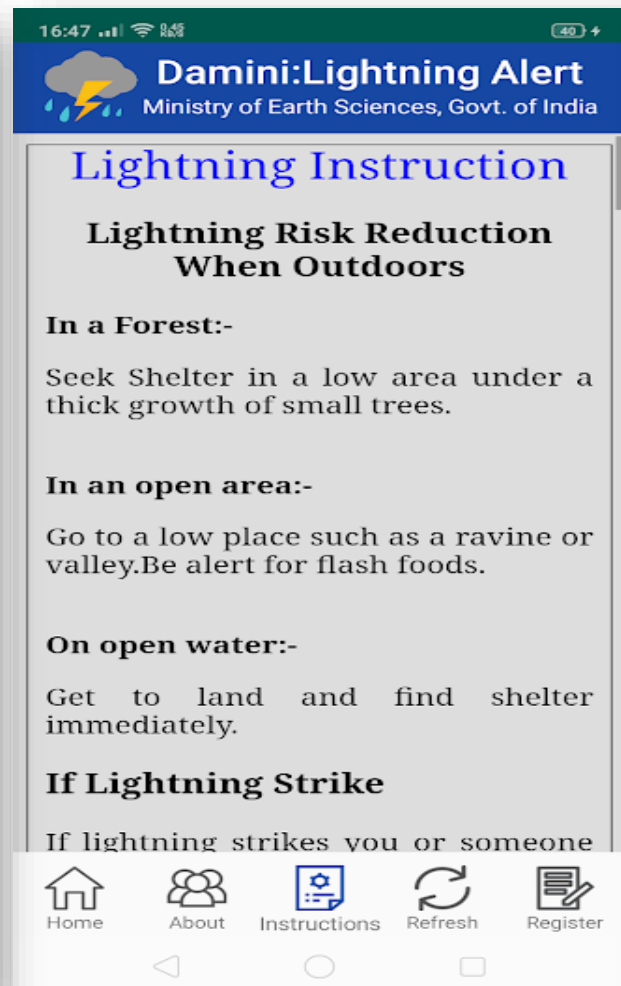 16:47
40
Damini:Lightning Alert
Ministry of Earth Sciences, Govt. of India
Lightning Instruction
Lightning Risk Reduction
When Outdoors
In a Forest:-
Seek Shelter in a low area under a
thick growth of small trees.
In an open area:-
Go to a low place such as a ravine or
valley.Be alert for flash foods.
On open water:-
Get to land and find shelter
immediately.
If Lightning Strike
If lightning strikes you or someone
Home About Instructions Refresh Register